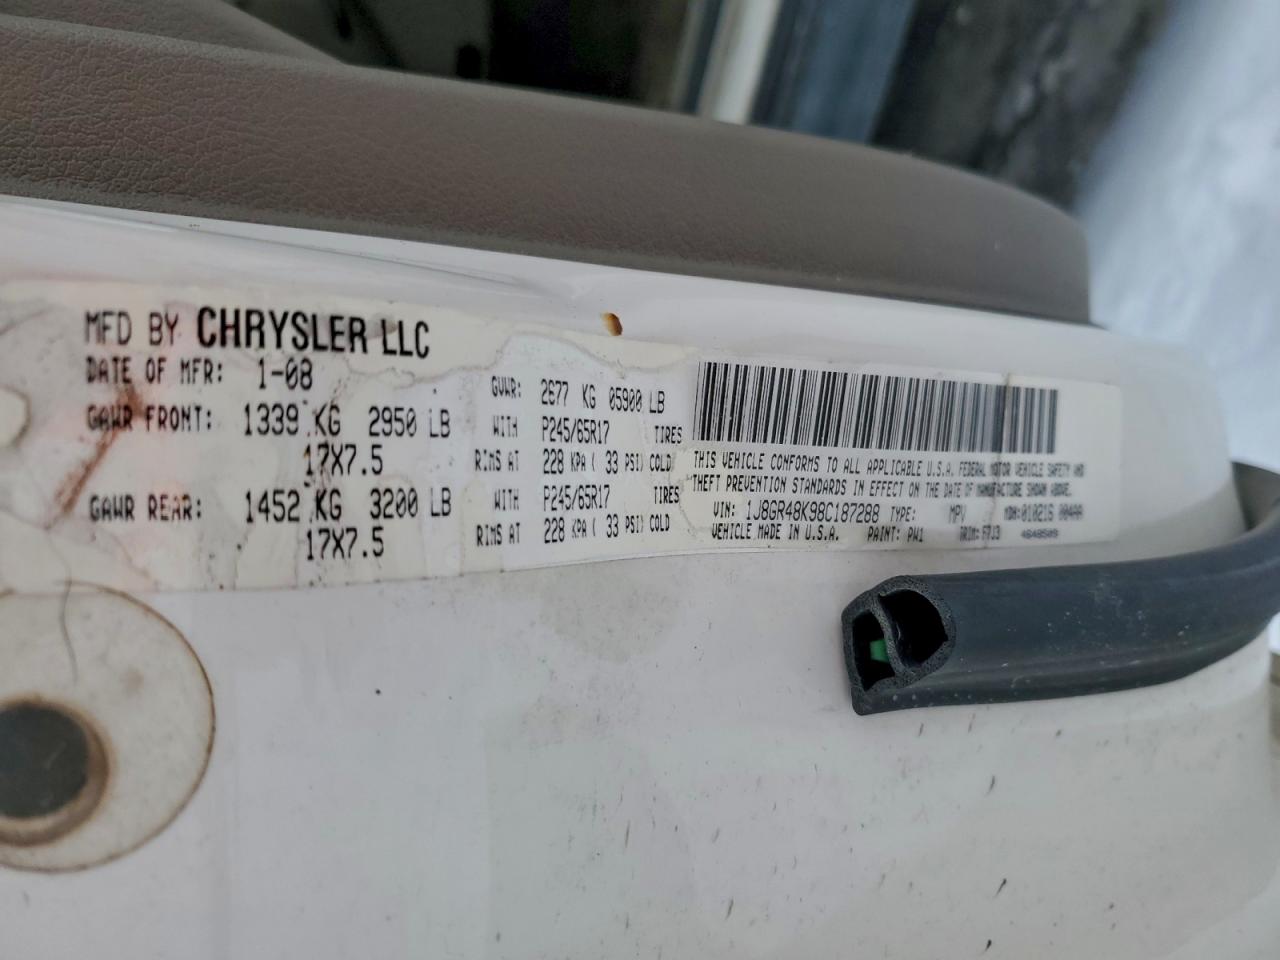 MFD BY CHRYSLER LLC
DATE OF MFR: 1-08 GVWR: 2677 KG 05900 LB
GAWR FRONT: 1339 KG 2950 LB WITH P245/65R17 TIRES
17X7.5 RIMS AT 228 KPA ( 33 PSI) COLD
GAWR REAR: 1452 KG 3200 LB WITH P245/65R17 TIRES
17X7.5 RIMS AT 228 KPA ( 33 PSI) COLD
THIS VEHICLE CONFORMS TO ALL APPLICABLE U.S.A. FEDERAL MOTOR VEHICLE SAFETY AND
THEFT PREVENTION STANDARDS IN EFFECT ON THE DATE OF MANUFACTURE SHOWN ABOVE.
VIN: 1J8GR48K98C187288 TYPE: MPV MDH: 010215 004AA
VEHICLE MADE IN U.S.A. PAINT: PW1 TRIM: